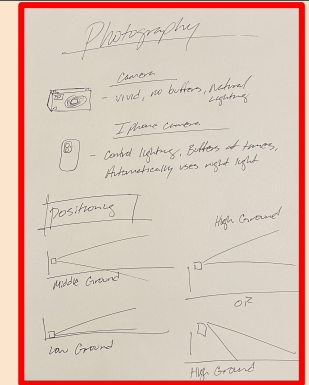 Photography
Camera
- vivid, no buffers, Natural
lighting
Iphone Camera
- Control lighting, Buffers at times,
Automatically uses night light
Positioning
High Ground
Middle Ground
or
Low Ground
High Ground